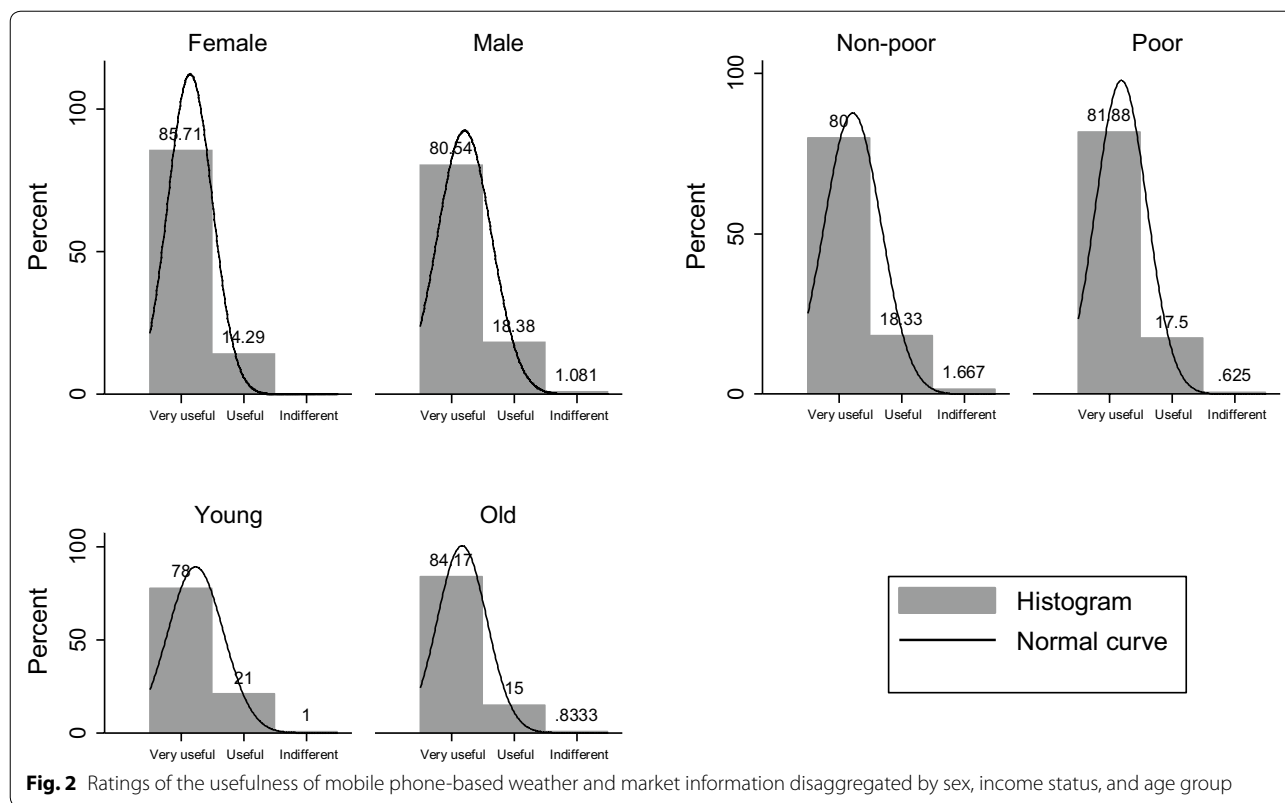 Female Male
Percent
100
50
0
85.71
14.29
80.54
18.38
1.081
Very useful Useful Indifferent
Very useful Useful Indifferent
Non-poor Poor
Percent
100
50
0
80
18.33
1.667
81.88
17.5
.625
Very useful Useful Indifferent
Very useful Useful Indifferent
Young Old
Percent
100
50
0
78
21
1
84.17
15
.8333
Very useful Useful Indifferent
Very useful Useful Indifferent
Histogram
Normal curve
Fig. 2 Ratings of the usefulness of mobile phone-based weather and market information disaggregated by sex, income status, and age group